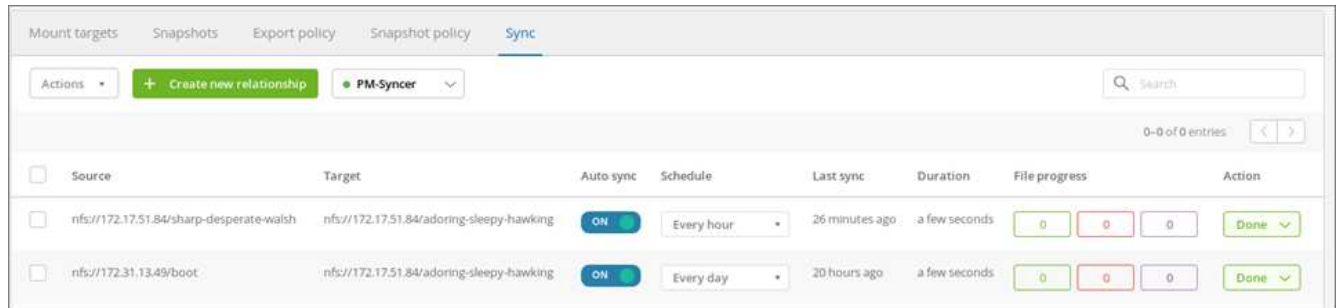 Mount targets Snapshots Export policy Snapshot policy Sync
Actions + Create new relationship PM-Syncer Search
0-0 of 0 entries < >
Source Target Auto sync Schedule Last sync Duration File progress Action
nfs://172.17.51.84/sharp-desperate-walsh nfs://172.17.51.84/adoring-sleepy-hawking ON Every hour 26 minutes ago a few seconds 0 0 0 Done
nfs://172.31.13.49/boot nfs://172.17.51.84/adoring-sleepy-hawking ON Every day 20 hours ago a few seconds 0 0 0 Done